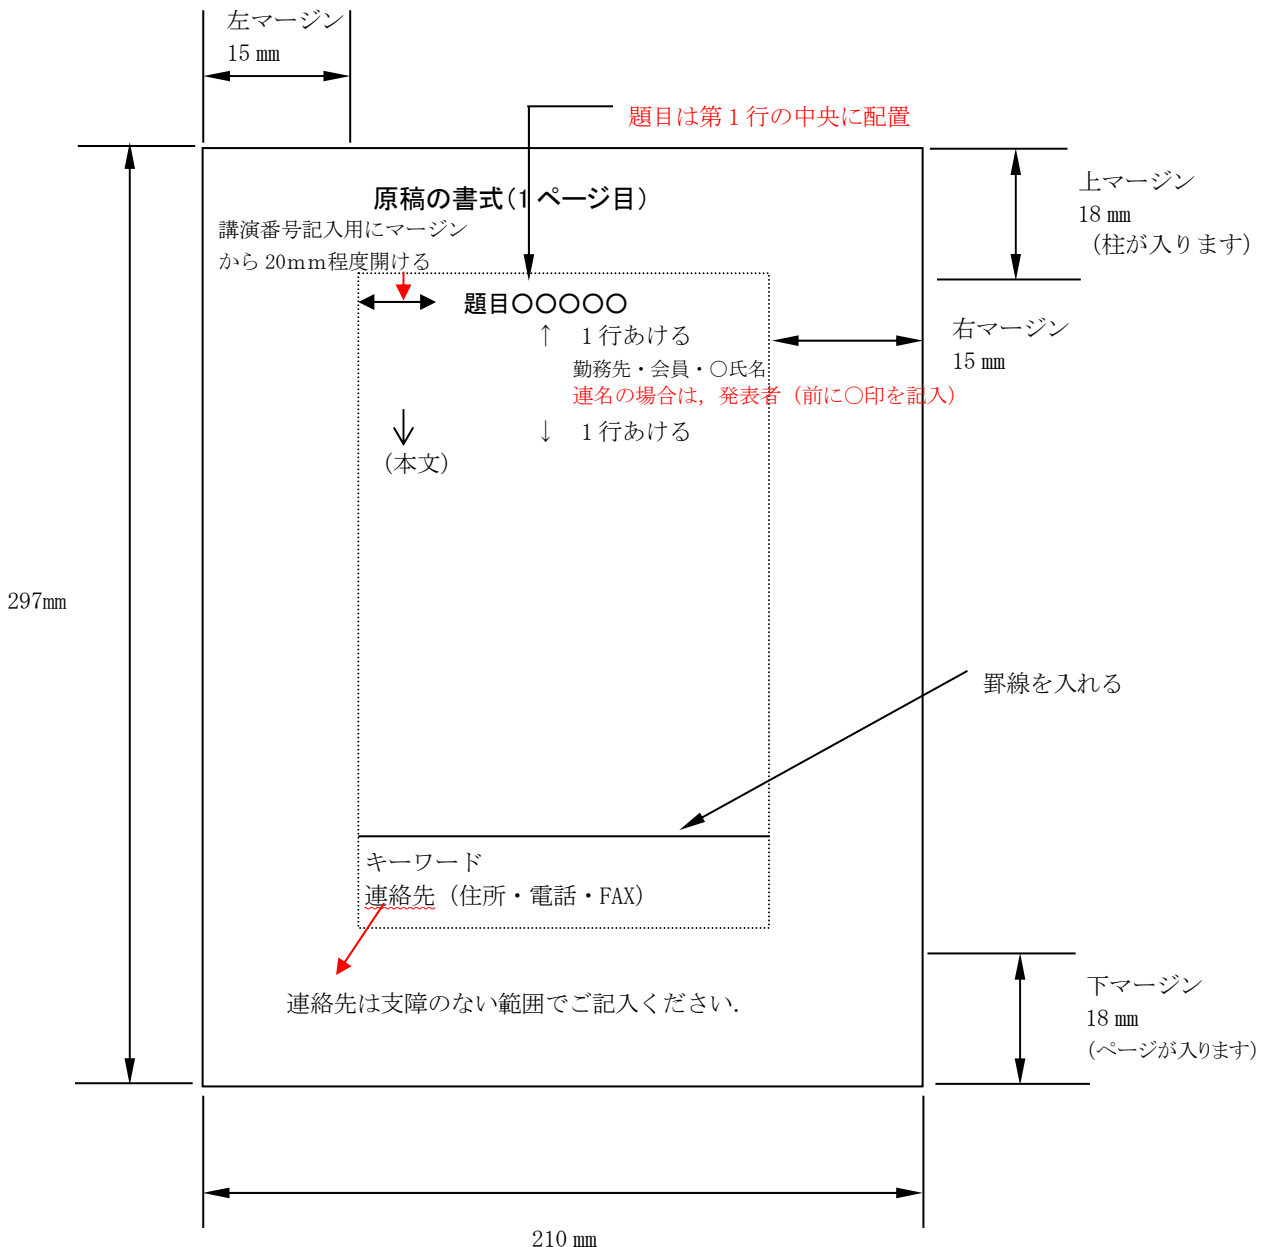 左マージン
15 mm
題目は第1行の中央に配置
原稿の書式(1ページ目)
講演番号記入用にマージン
から20mm程度開ける
上マージン
18 mm
(柱が入ります)
題目○○○○○
↑ 1行あける
勤務先・会員・○氏名
連名の場合は,発表者(前に○印を記入)
↓ 1行あける
(本文)
右マージン
15 mm
297mm
罫線を入れる
キーワード
連絡先(住所・電話・FAX)
連絡先は支障のない範囲でご記入ください.
下マージン
18 mm
(ページが入ります)
210 mm